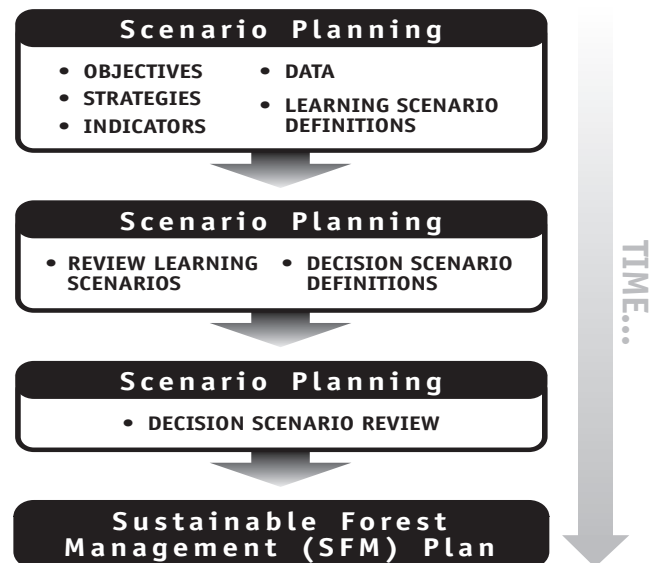 Scenario Planning
• OBJECTIVES
• STRATEGIES
• INDICATORS
• DATA
• LEARNING SCENARIO
DEFINITIONS
Scenario Planning
• REVIEW LEARNING
SCENARIOS
• DECISION SCENARIO
DEFINITIONS
Scenario Planning
• DECISION SCENARIO REVIEW
Sustainable Forest
Management (SFM) Plan
TIME...